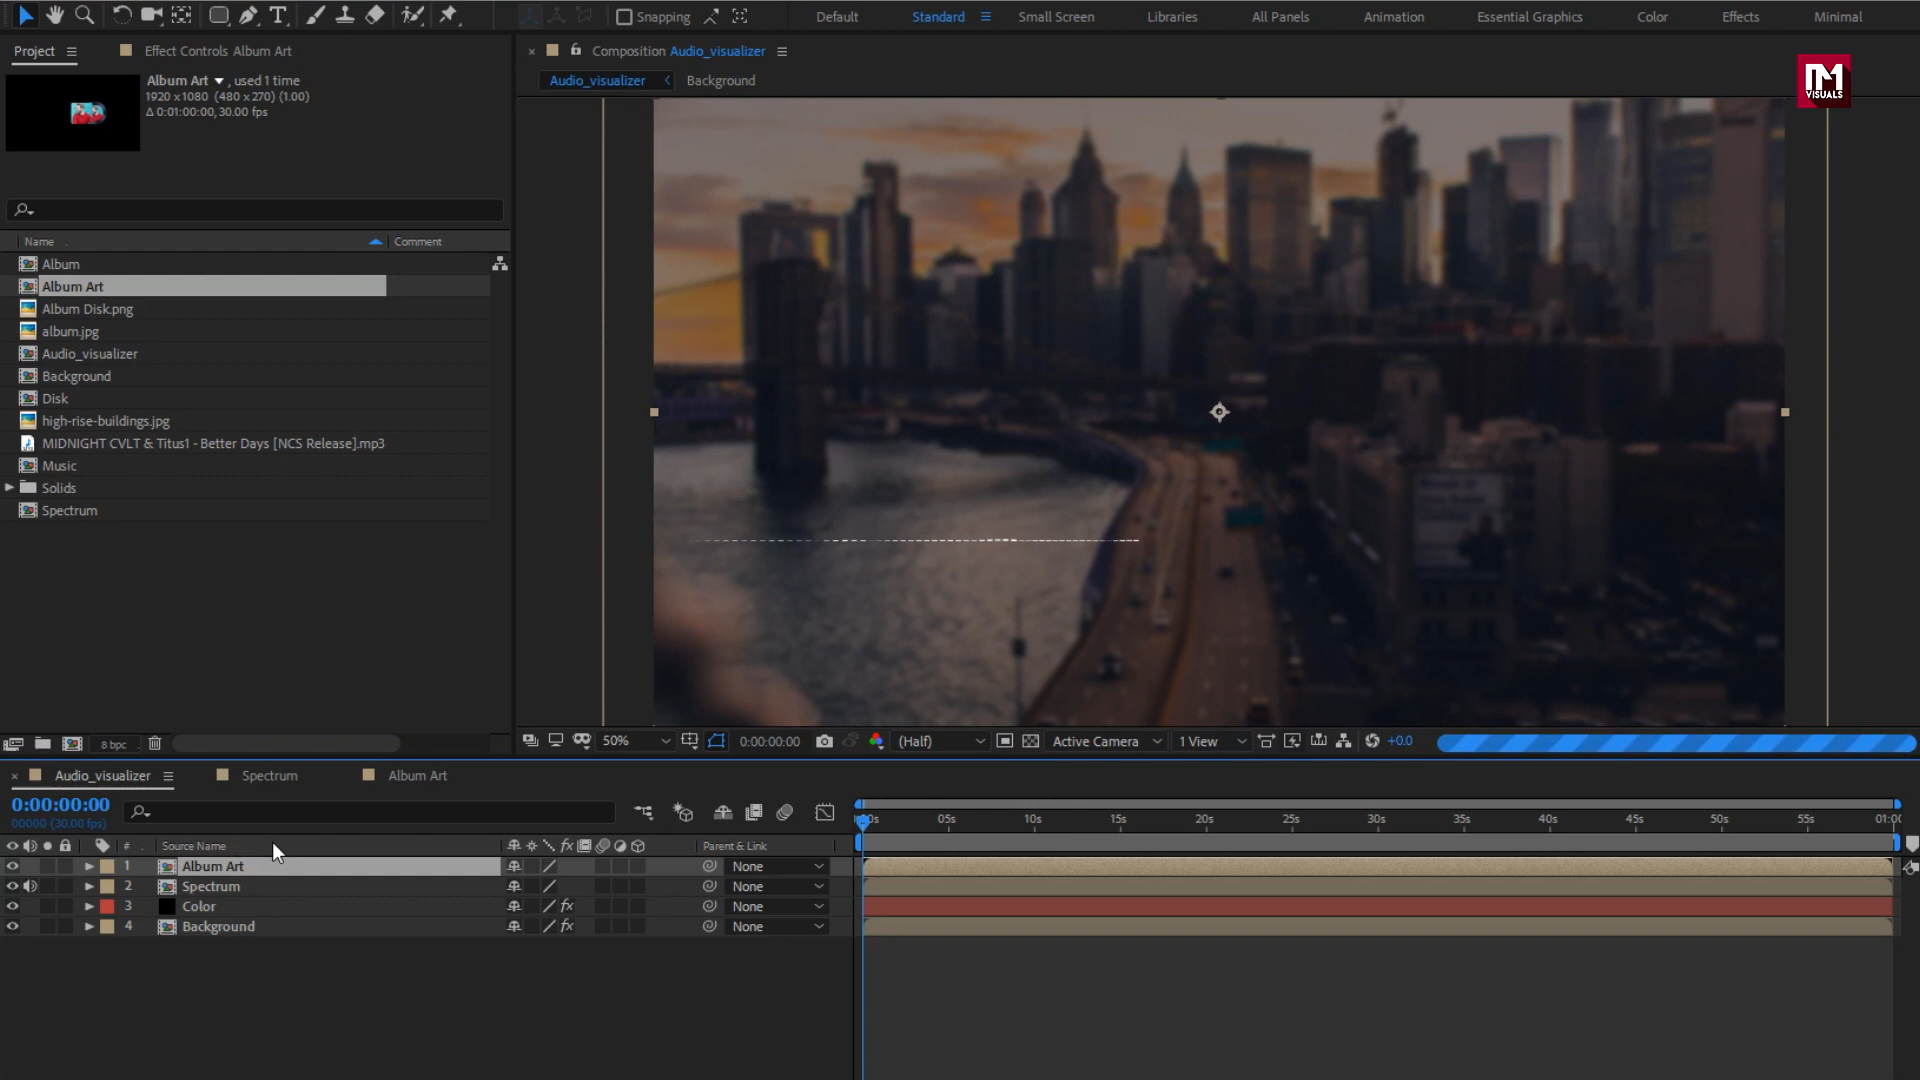 Snapping
Default
Standard
Small Screen
Libraries
All Panels
Animation
Essential Graphics
Color
Effects
Minimal
Project
Effect Controls Album Art
Composition Audio_visualizer
Audio_visualizer
Background
Album Art , used 1 time
1920 x 1080 (480 x 270) (1.00)
Δ 0:01:00:00, 30.00 fps
VISUALS
Name
Comment
Album
Album Art
Album Disk.png
album.jpg
Audio_visualizer
Background
Disk
high-rise-buildings.jpg
MIDNIGHT CVLT & Titus1 - Better Days [NCS Release].mp3
Music
Solids
Spectrum
8 bpc
50%
0:00:00:00
(Half)
Active Camera
1 View
+0.0
Audio_visualizer
Spectrum
Album Art
0:00:00:00
00000 (30.00 fps)
05s
10s
15s
20s
25s
30s
35s
40s
45s
50s
55s
#
Source Name
fx
Parent & Link
1 Album Art None
2 Spectrum None
3 Color fx None
4 Background fx None